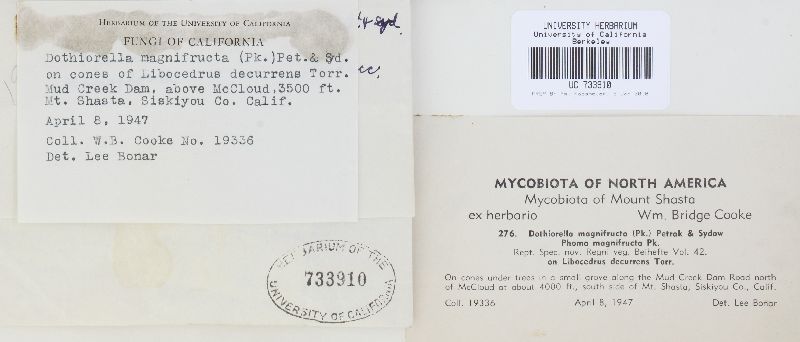 HERBARIUM OF THE UNIVERSITY OF CALIFORNIA
FUNGI OF CALIFORNIA
Dothiorella magnifructa (Pk.)Pet.& Syd.
on cones of Libocedrus decurrens Torr.
Mud Creek Dam, above McCloud,3500 ft.
Mt. Shasta, Siskiyou Co. Calif.
April 8, 1947
Coll. W.B. Cooke No. 19336
Det. Lee Bonar
HERBARIUM OF THE
733910
UNIVERSITY OF CALIFORNIA
UNIVERSITY HERBARIUM
University of California
Berkeley
UC 733910
MYCOBIOTA OF NORTH AMERICA
Mycobiota of Mount Shasta
ex herbario Wm. Bridge Cooke
276. Dothiorella magnifructa (Pk.) Petrak & Sydow
Phoma magnifructa Pk.
Rept. Spec. nov. Regni veg. Beihefte Vol. 42.
on Libocedrus decurrens Torr.
On cones under trees in a small grove along the Mud Creek Dam Road north
of McCloud at about 4000 ft., south side of Mt. Shasta, Siskiyou Co., Calif.
Coll. 19336 April 8, 1947 Det. Lee Bonar